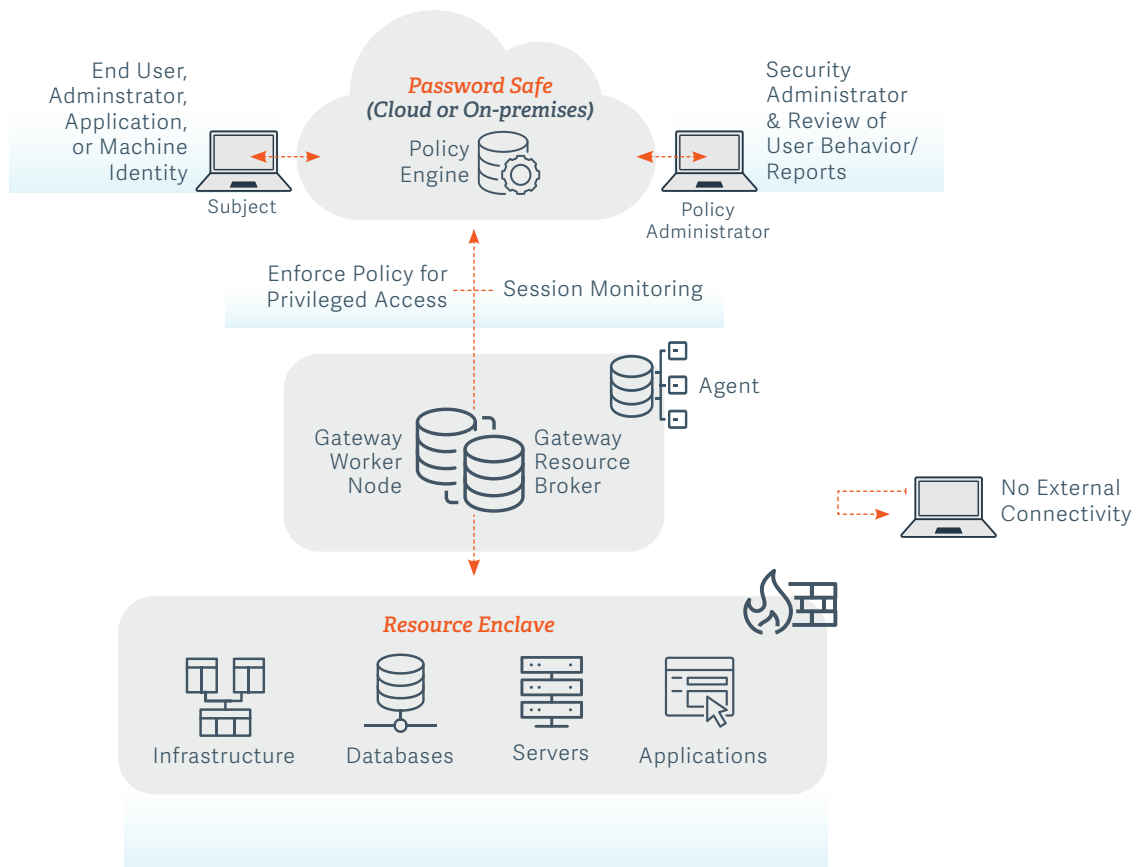 End User,
Adminstrator,
Application,
or Machine
Identity
Subject
Password Safe
(Cloud or On-premises)
Policy
Engine
Security
Administrator
& Review of
User Behavior/
Reports
Policy
Administrator
Enforce Policy for
Privileged Access
Session Monitoring
Agent
Gateway
Worker
Node
Gateway
Resource
Broker
No External
Connectivity
Resource Enclave
Infrastructure
Databases
Servers
Applications